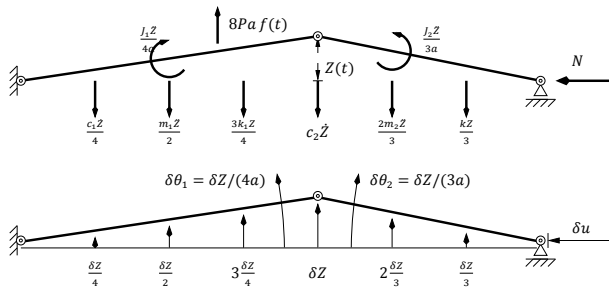 J₁Z̈/4a 8Pa f(t) J₂Z̈/3a
Z(t) N
c₁Ż/4 m₁Z̈/2 3k₁Z/4 c₂Ż 2m₂Z̈/3 kZ/3
δθ₁ = δZ/(4a) δθ₂ = δZ/(3a)
δu
δZ/4 δZ/2 3 δZ/4 δZ 2 δZ/3 δZ/3